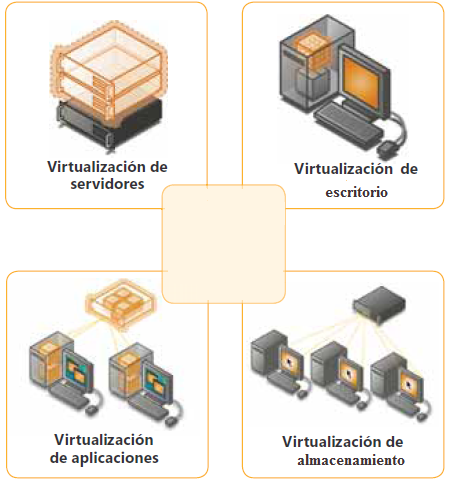 Virtualización de
servidores
Virtualización de
escritorio
Virtualización
de aplicaciones
Virtualización de
almacenamiento